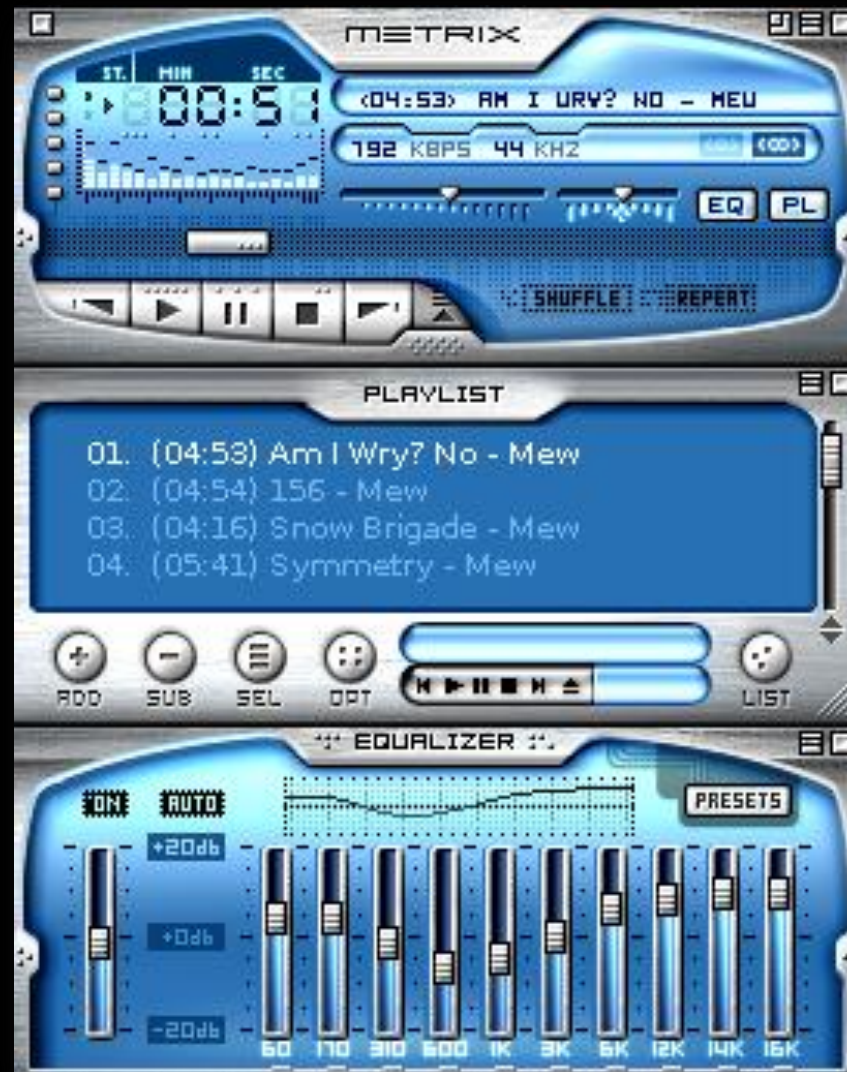 METRIX
ST. MIN SEC
00:51
(04:53) AM I WRY? NO - MEW
192 KBPS 44 KHZ
EQ PL
SHUFFLE REPEAT
PLAYLIST
01. (04:53) Am I Wry? No - Mew
02. (04:54) 156 - Mew
03. (04:16) Snow Brigade - Mew
04. (05:41) Symmetry - Mew
ADD SUB SEL OPT LIST
EQUALIZER
ON AUTO PRESETS
+20db
+0db
-20db
60 170 310 600 1K 3K 6K 12K 14K 16K